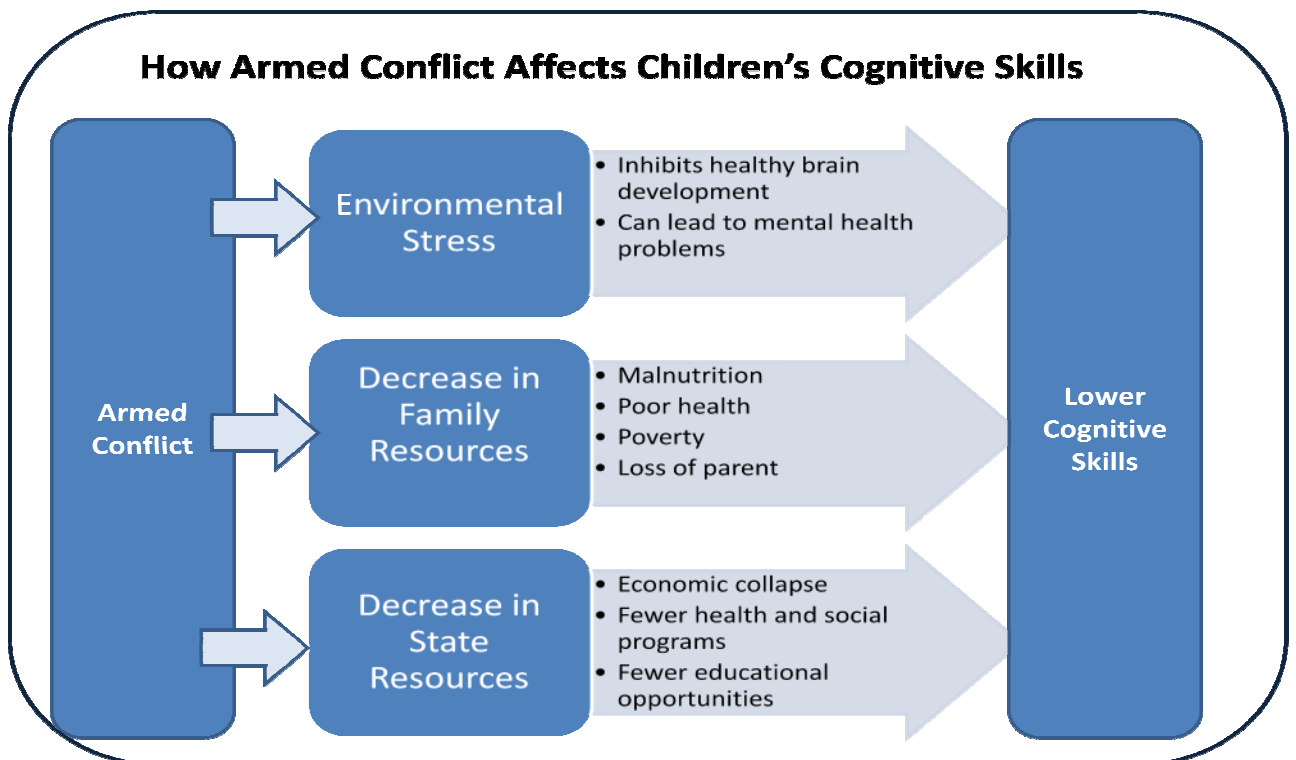 How Armed Conflict Affects Children's Cognitive Skills
Armed
Conflict
Environmental
Stress
• Inhibits healthy brain
development
• Can lead to mental health
problems
Decrease in
Family
Resources
• Malnutrition
• Poor health
• Poverty
• Loss of parent
Decrease in
State
Resources
• Economic collapse
• Fewer health and social
programs
• Fewer educational
opportunities
Lower
Cognitive
Skills